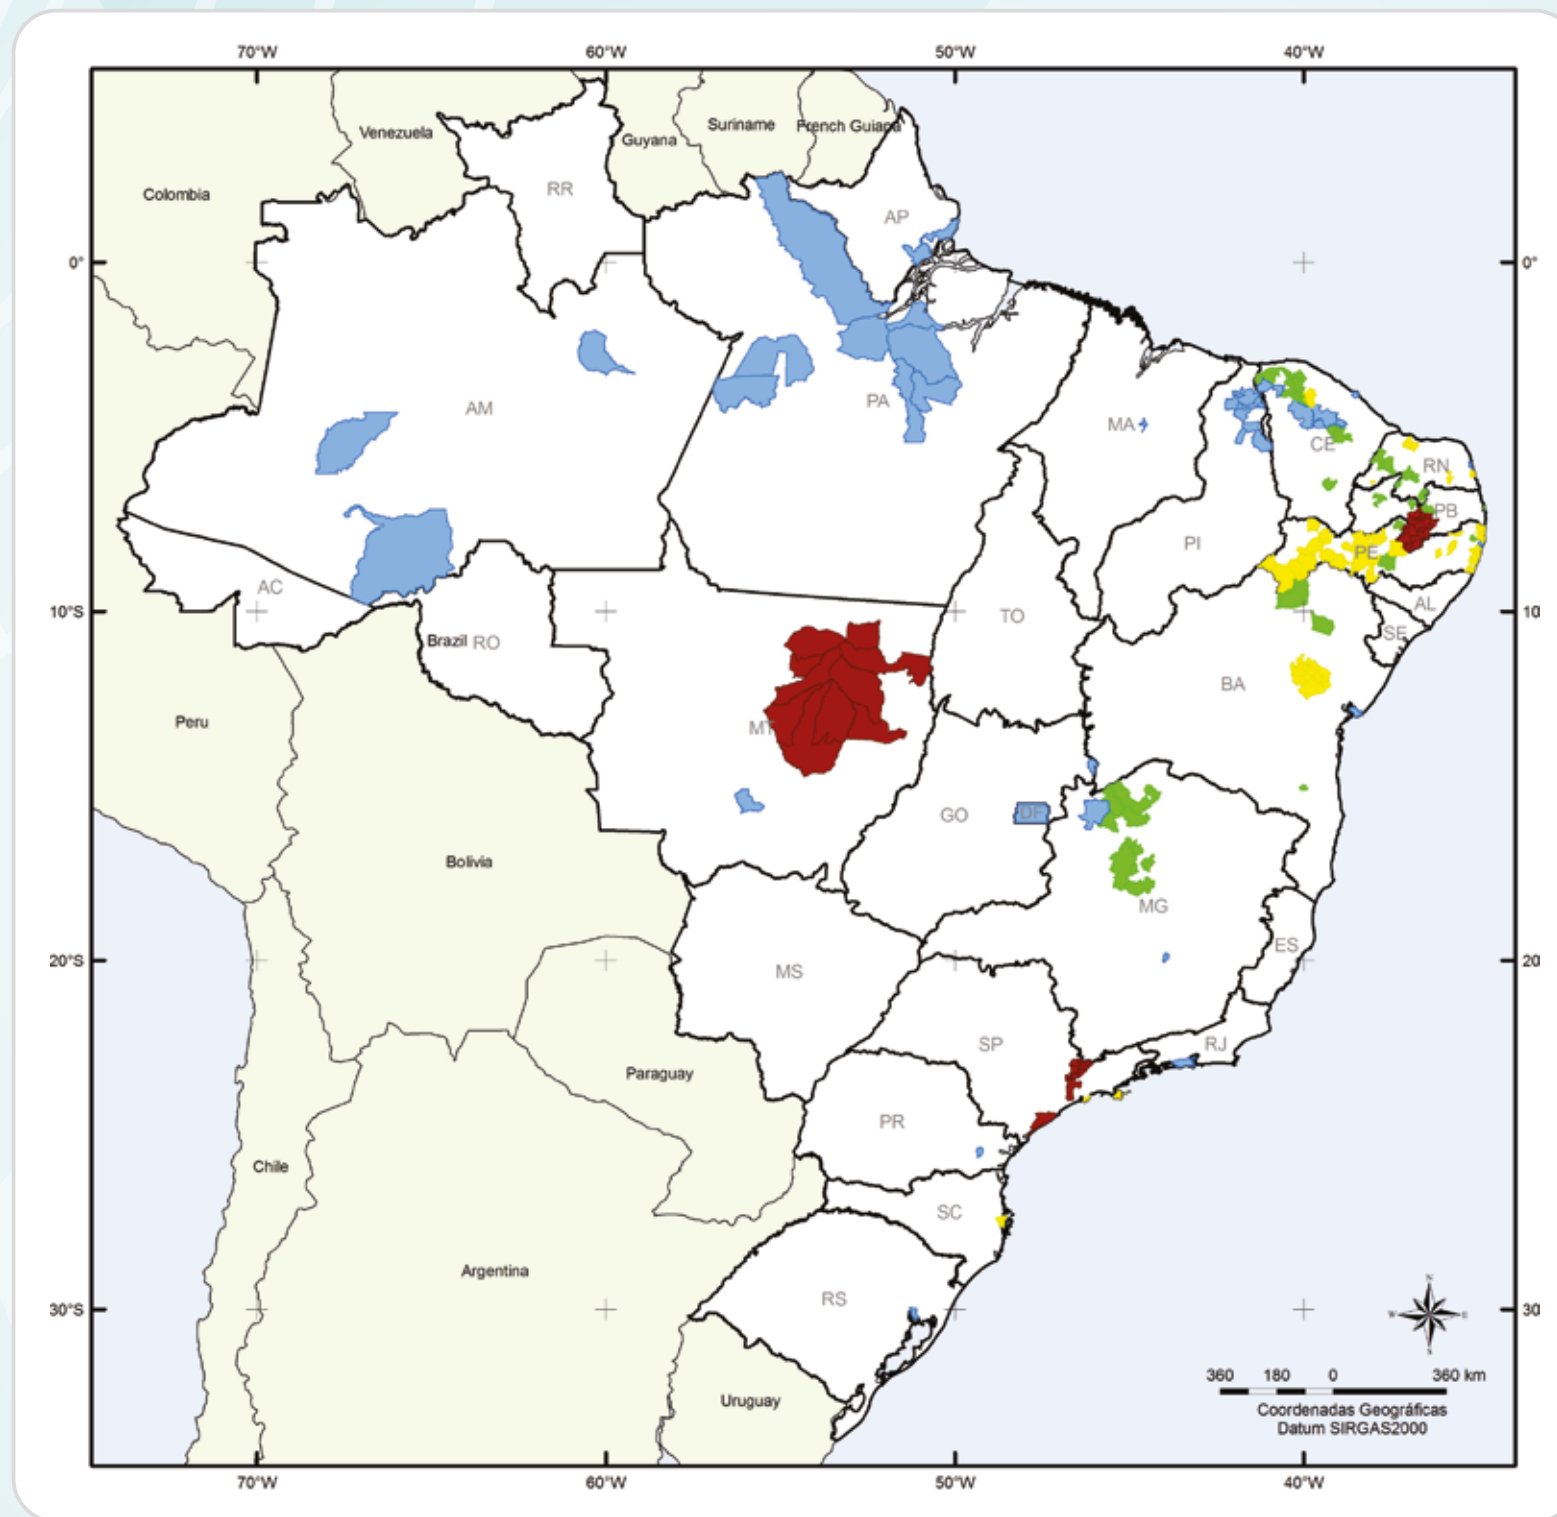 70°W 60°W 50°W 40°W
Venezuela
Suriname
French Guiana
Guyana
Colombia
RR
AP
0° 0°
AM
PA
MA
CE
RN
PB
PI
PE
AC
AL
10°S 10
Brazil RO
TO
SE
BA
Peru
MT
GO
DF
Bolivia
MG
ES
20°S 20
MS
SP
RJ
Paraguay
PR
Chile
SC
Argentina
RS
N
30°S 30
W E
S
360 180 0 360 km
Uruguay
Coordenadas Geográficas
Datum SIRGAS2000
70°W 60°W 50°W 40°W